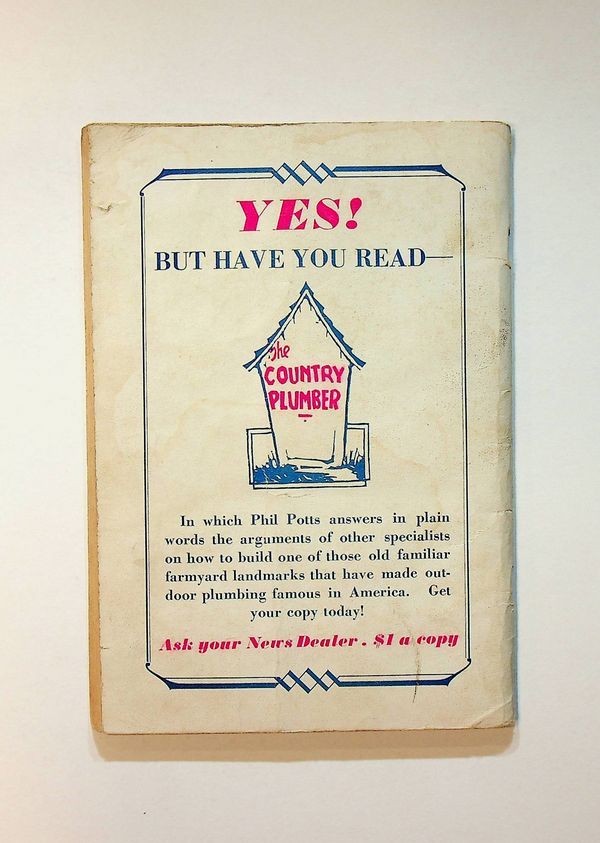 YES!
BUT HAVE YOU READ—
The
COUNTRY
PLUMBER
In which Phil Potts answers in plain
words the arguments of other specialists
on how to build one of those old familiar
farmyard landmarks that have made out-
door plumbing famous in America. Get
your copy today!
Ask your News Dealer . $1 a copy